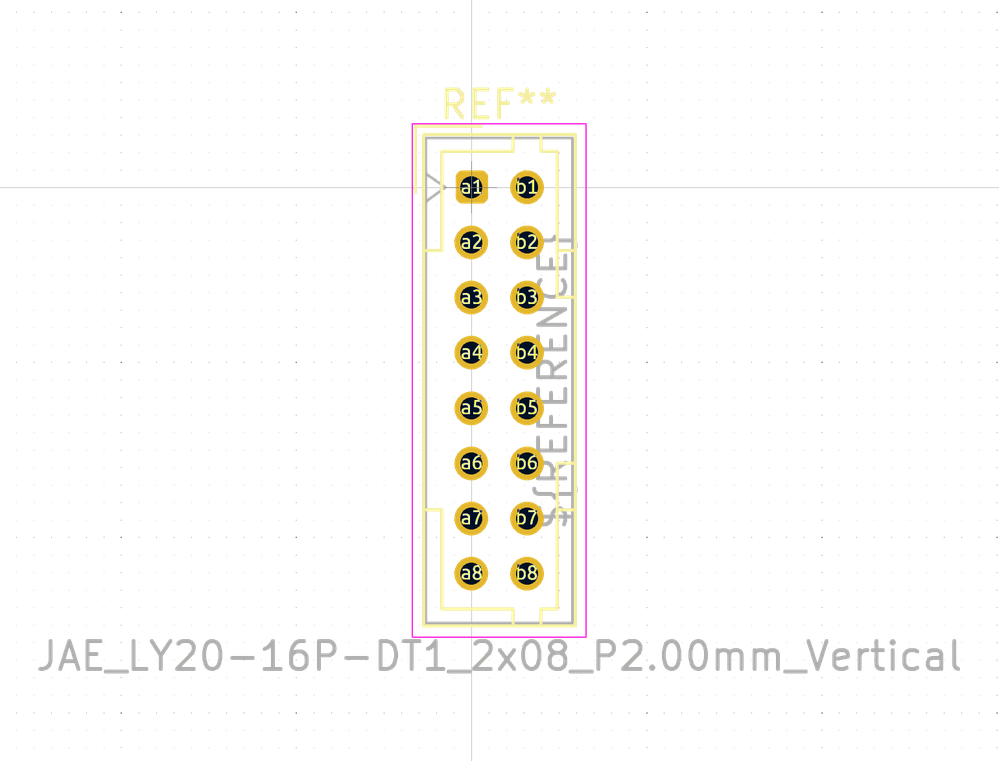 REF**
a1 b1
a2 b2
a3 b3
a4 b4
a5 b5
a6 b6
a7 b7
a8 b8
${REFERENCE}
JAE_LY20-16P-DT1_2x08_P2.00mm_Vertical